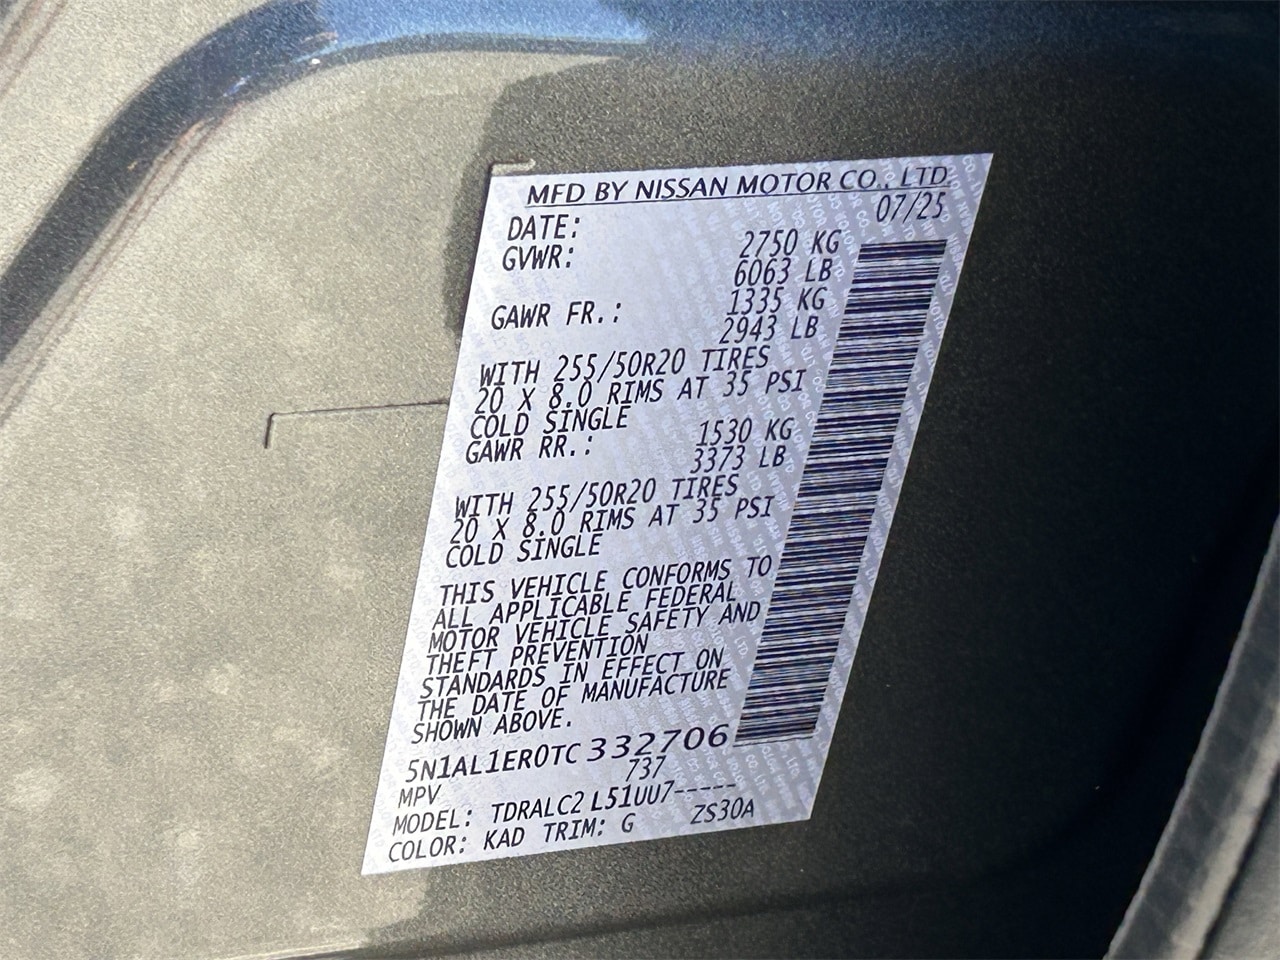 MFD BY NISSAN MOTOR CO., LTD
DATE: 07/25
GVWR: 2750 KG
6063 LB
GAWR FR.: 1335 KG
2943 LB
WITH 255/50R20 TIRES
20 X 8.0 RIMS AT 35 PSI
COLD SINGLE
GAWR RR.: 1530 KG
3373 LB
WITH 255/50R20 TIRES
20 X 8.0 RIMS AT 35 PSI
COLD SINGLE
THIS VEHICLE CONFORMS TO
ALL APPLICABLE FEDERAL
MOTOR VEHICLE SAFETY AND
THEFT PREVENTION
STANDARDS IN EFFECT ON
THE DATE OF MANUFACTURE
SHOWN ABOVE.
5N1AL1ER0TC 332706
MPV 737
MODEL: TDRALC2 L51UU7-----
COLOR: KAD TRIM: G ZS30A